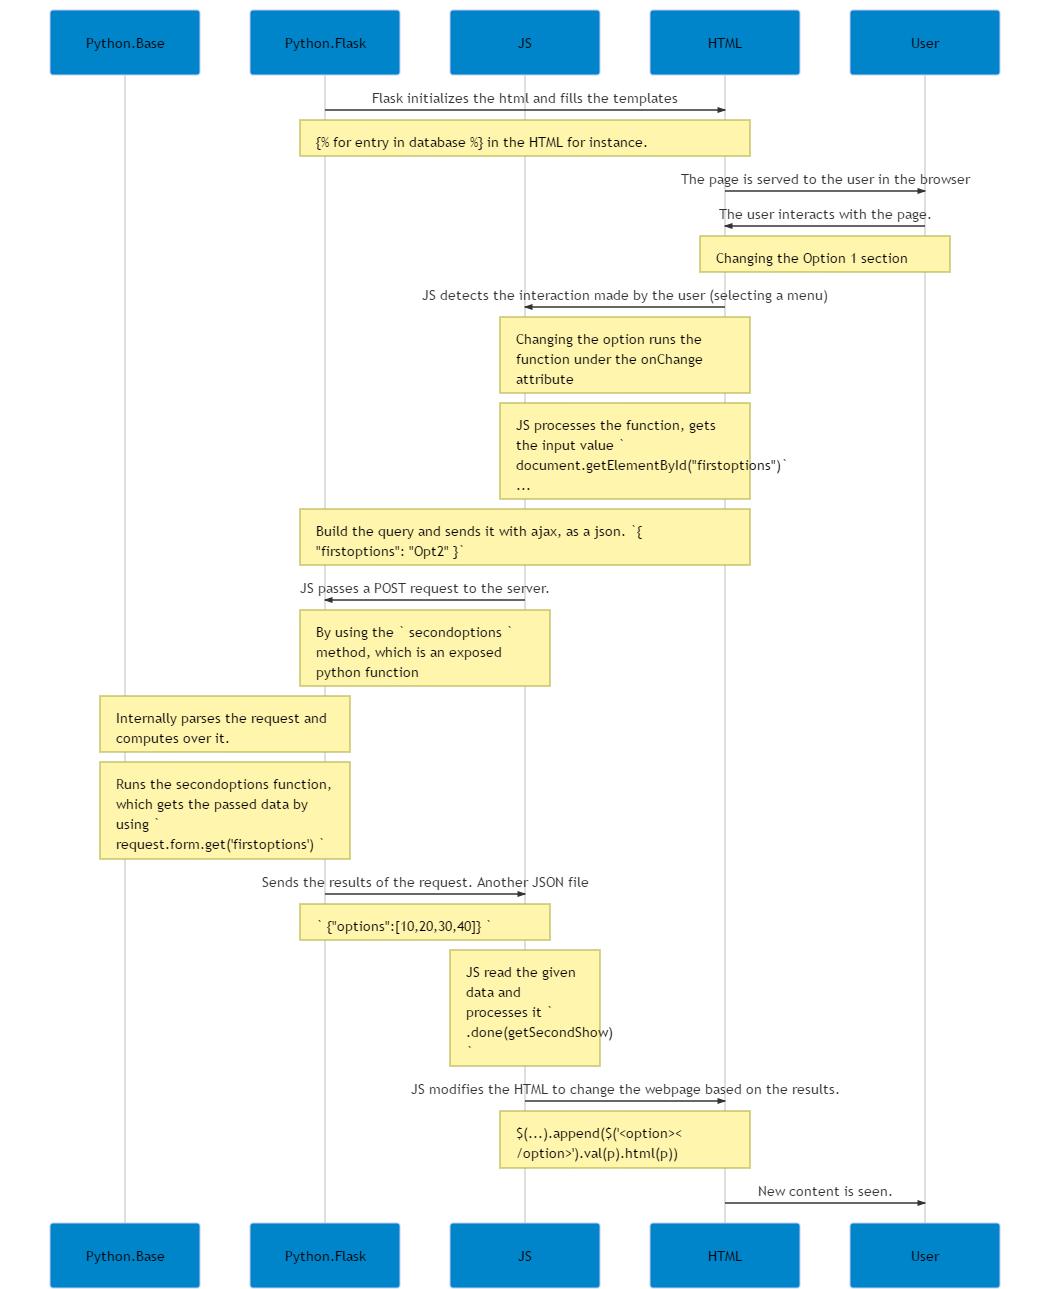 Python.Base
Python.Flask
JS
HTML
User
Flask initializes the html and fills the templates
{% for entry in database %} in the HTML for instance.
The page is served to the user in the browser
The user interacts with the page.
Changing the Option 1 section
JS detects the interaction made by the user (selecting a menu)
Changing the option runs the
function under the onChange
attribute
JS processes the function, gets
the input value `
document.getElementById("firstoptions")`
...
Build the query and sends it with ajax, as a json. `{
"firstoptions": "Opt2" }`
JS passes a POST request to the server.
By using the ` secondoptions `
method, which is an exposed
python function
Internally parses the request and
computes over it.
Runs the secondoptions function,
which gets the passed data by
using `
request.form.get('firstoptions') `
Sends the results of the request. Another JSON file
` {"options":[10,20,30,40]} `
JS read the given
data and
processes it `
.done(getSecondShow)
`
JS modifies the HTML to change the webpage based on the results.
$(...).append($('<option><
/option>').val(p).html(p))
New content is seen.
Python.Base
Python.Flask
JS
HTML
User